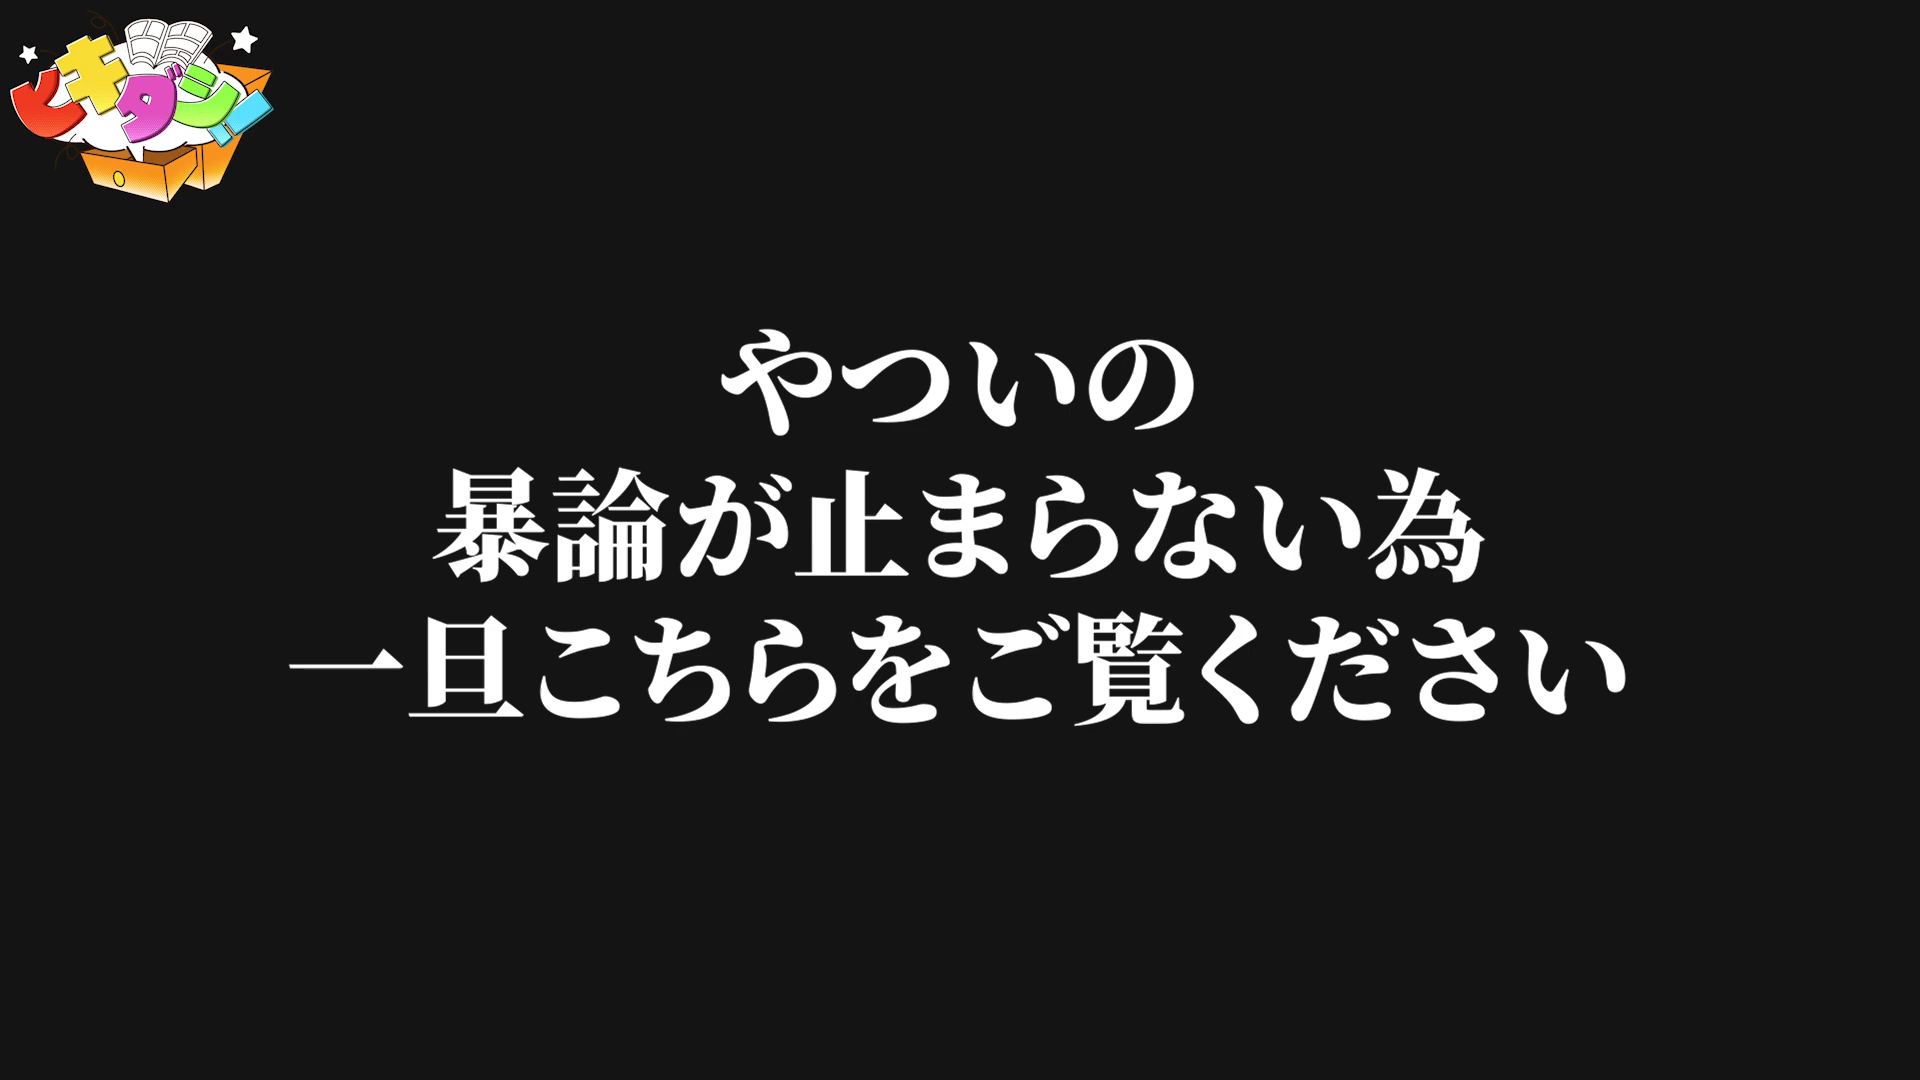 ヒキダシ!
やついの
暴論が止まらない為
一旦こちらをご覧ください